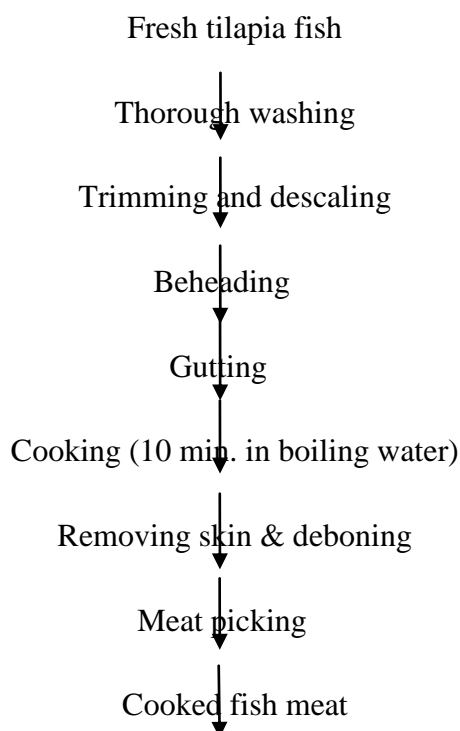 Fresh tilapia fish
Thorough washing
Trimming and descaling
Beheading
Gutting
Cooking (10 min. in boiling water)
Removing skin & deboning
Meat picking
Cooked fish meat